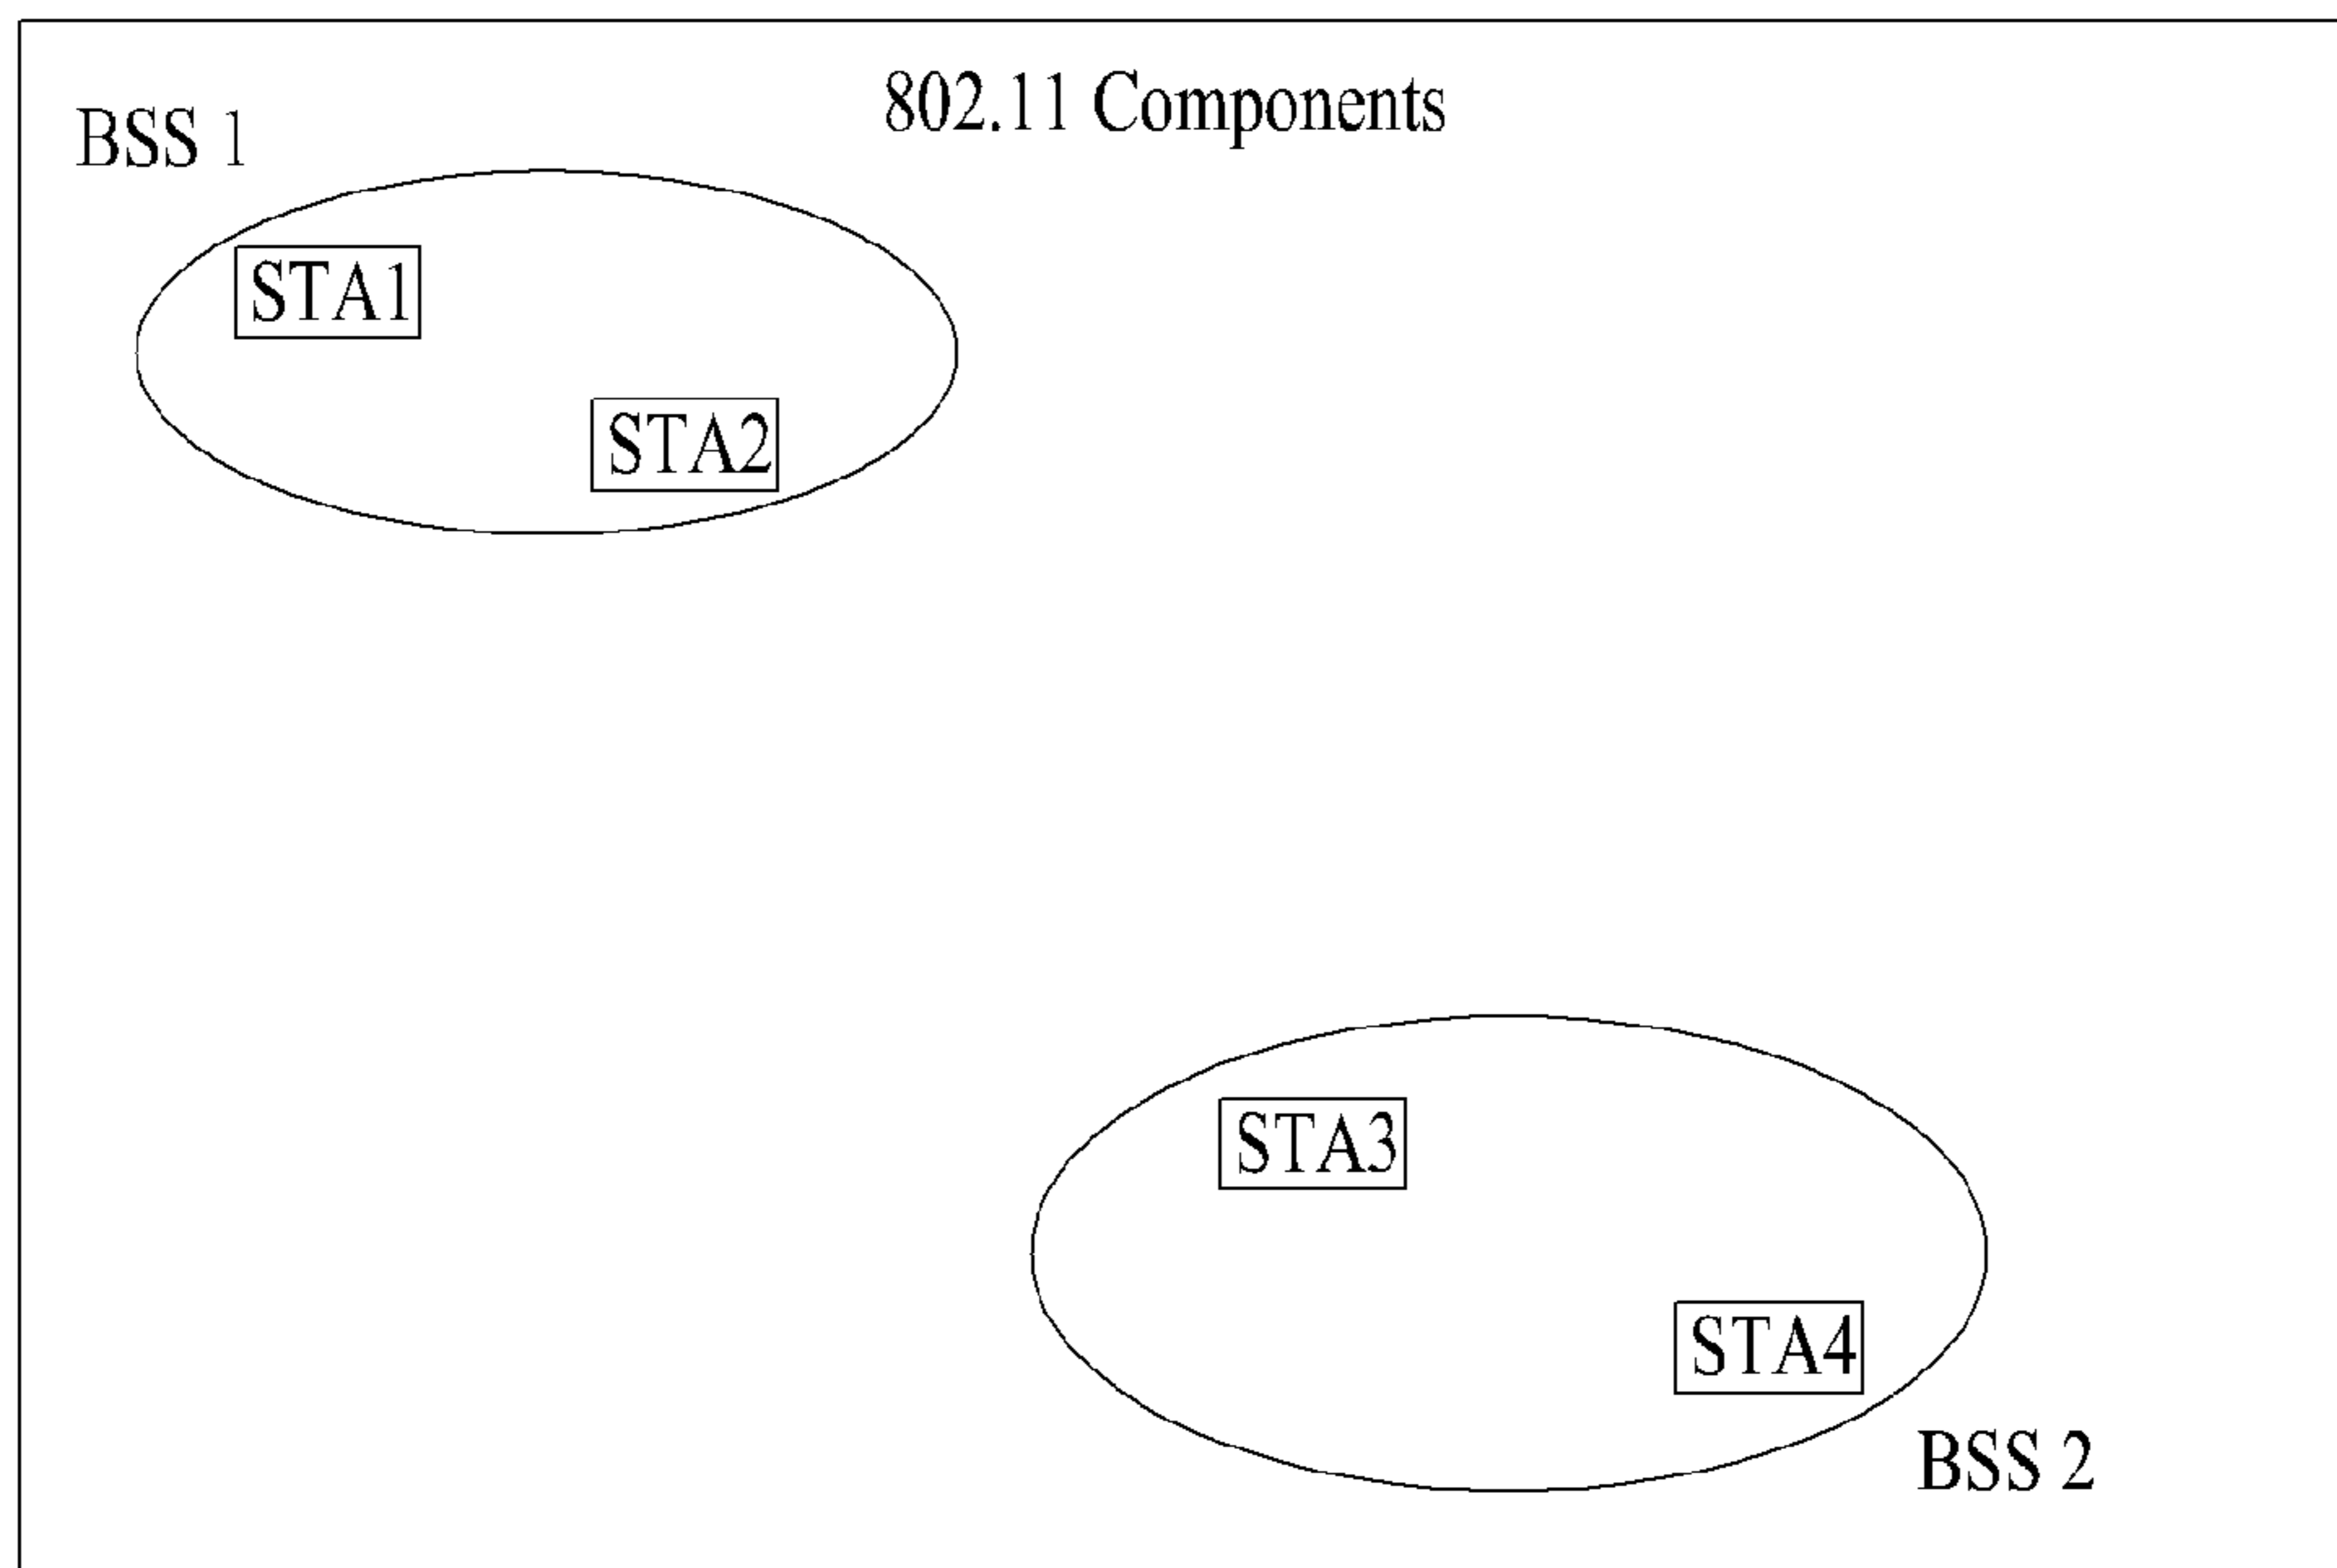 802.11 Components
BSS 1
STA1
STA2
STA3
STA4
BSS 2